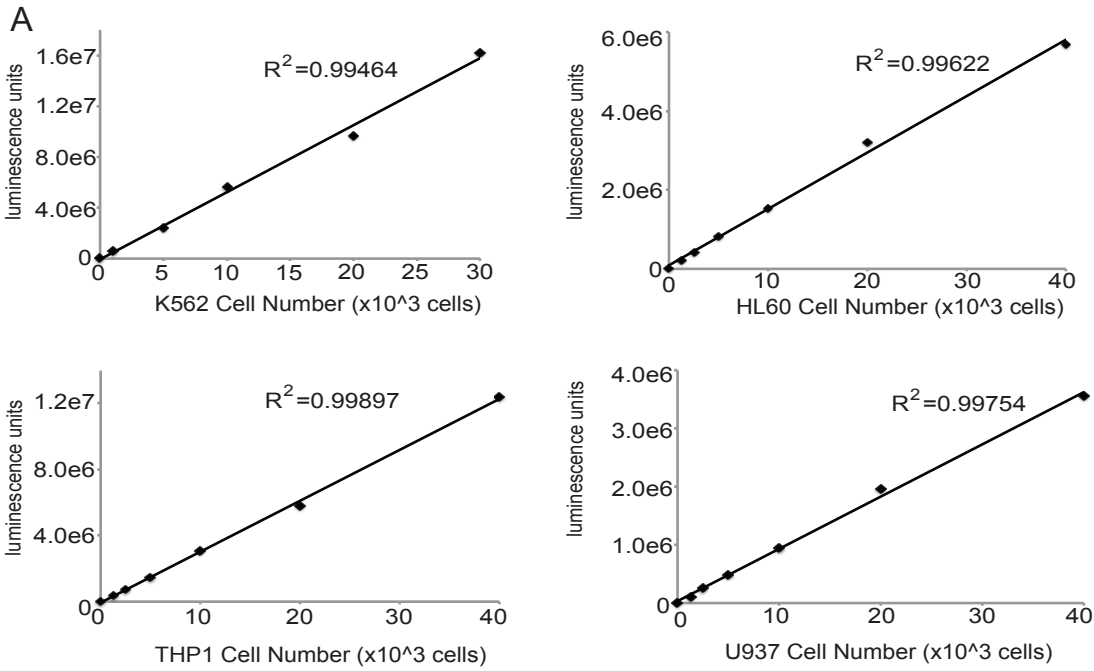 A
luminescence units
1.6e7
1.2e7
8.0e6
4.0e6
0
R²=0.99464
0 5 10 15 20 30
K562 Cell Number (x10^3 cells)
luminescence units
6.0e6
4.0e6
2.0e6
0
R²=0.99622
0 10 20 30 40
HL60 Cell Number (x10^3 cells)
luminescence units
1.2e7
8.0e6
4.0e6
0
R²=0.99897
0 10 20 30 40
THP1 Cell Number (x10^3 cells)
luminescence units
4.0e6
3.0e6
2.0e6
1.0e6
0
R²=0.99754
0 10 20 30 40
U937 Cell Number (x10^3 cells)